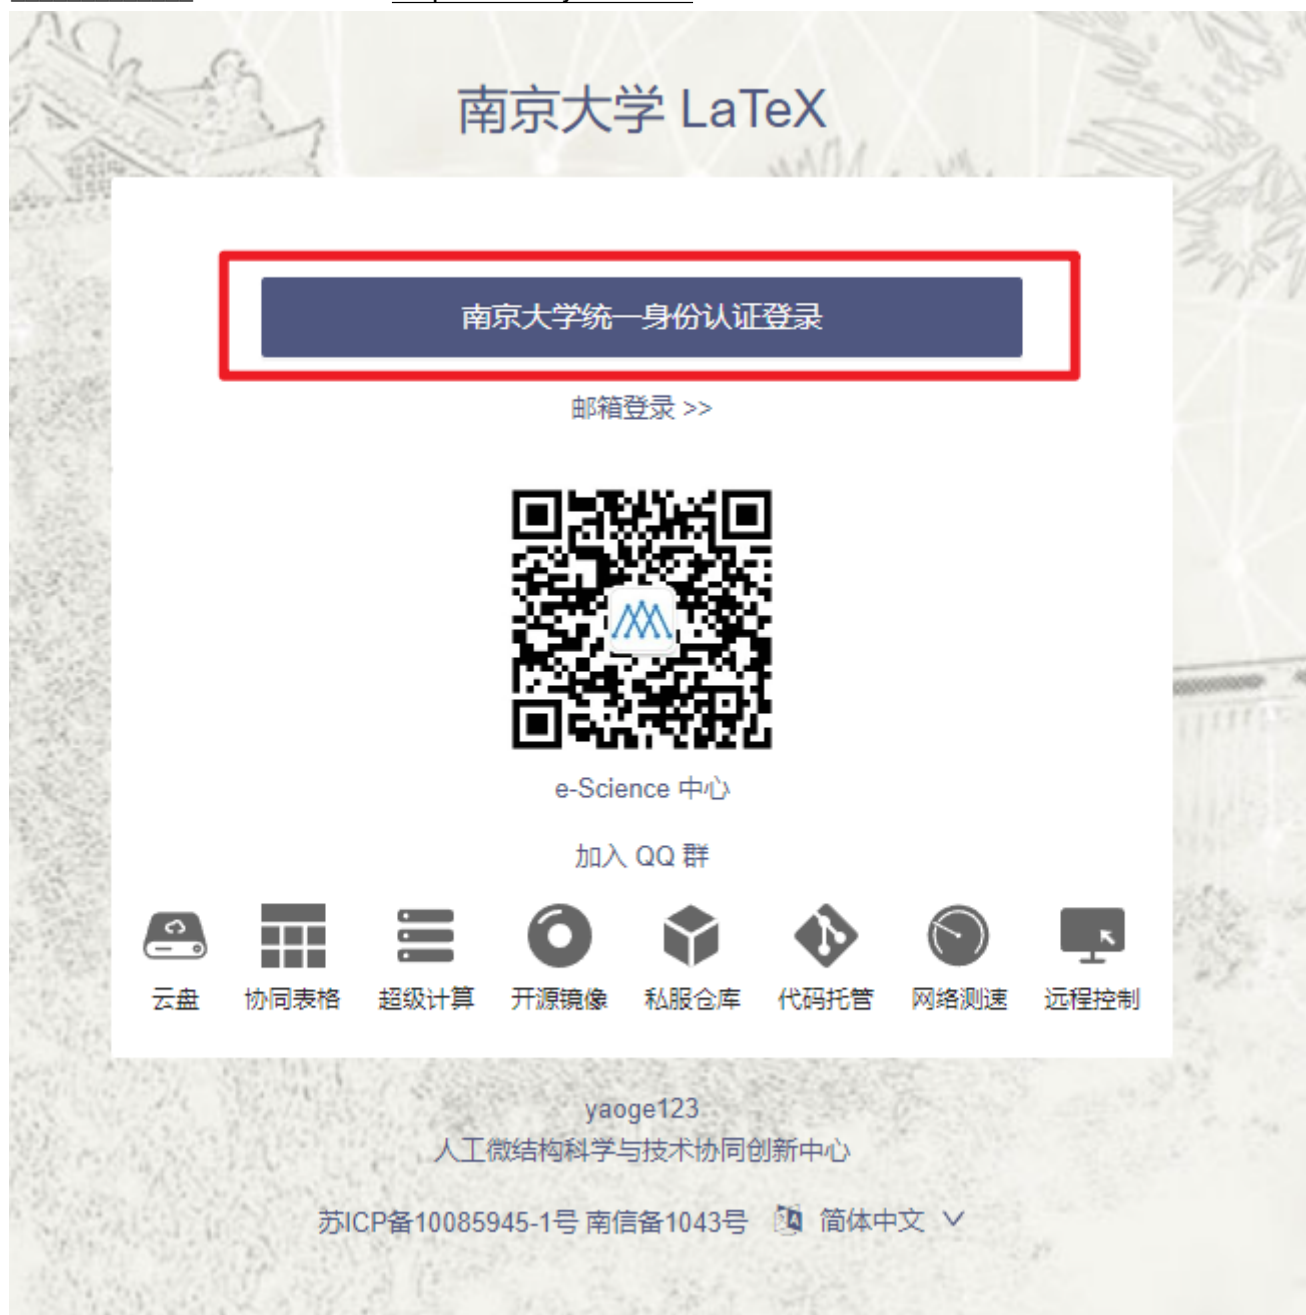 南京大学 LaTeX
南京大学统一身份认证登录
邮箱登录 >>
e-Science 中心
加入 QQ 群
云盘 协同表格 超级计算 开源镜像 私服仓库 代码托管 网络测速 远程控制
yaoge123
人工微结构科学与技术协同创新中心
苏ICP备10085945-1号 南信备1043号 简体中文